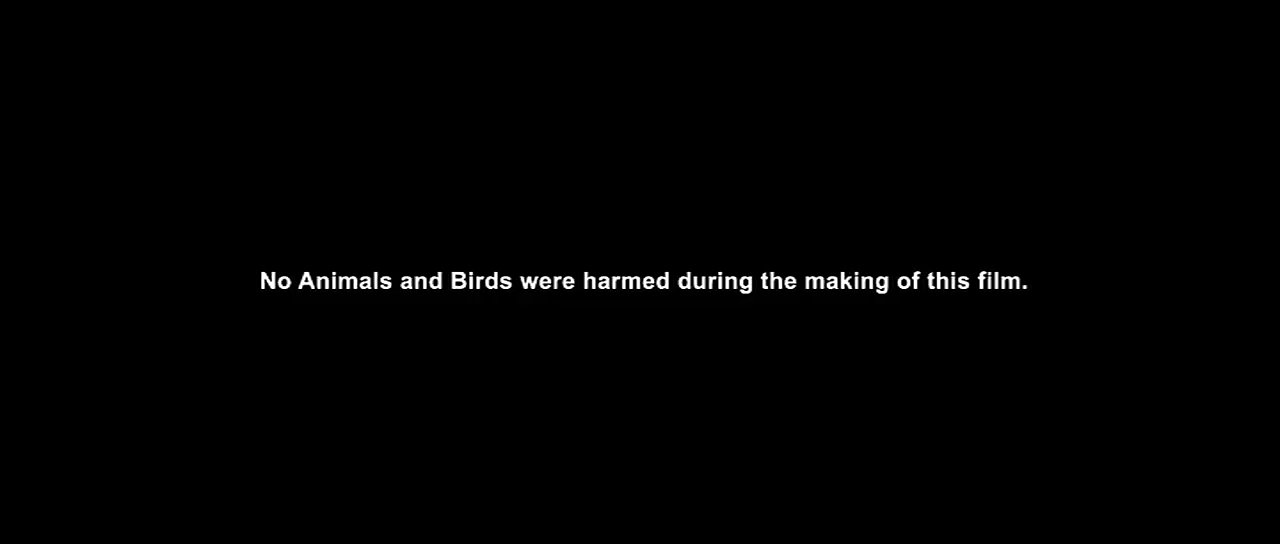 No Animals and Birds were harmed during the making of this film.